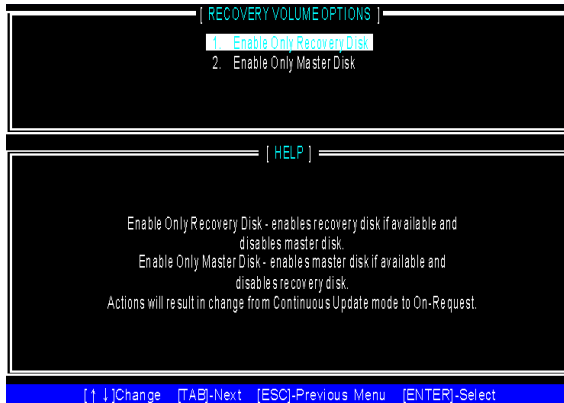 [ RECOVERY VOLUME OPTIONS ]
1. Enable Only Recovery Disk
2. Enable Only Master Disk
[ HELP ]
Enable Only Recovery Disk - enables recovery disk if available and
disables master disk.
Enable Only Master Disk - enables master disk if available and
disables recovery disk.
Actions will result in change from Continuous Update mode to On-Request.
[↑↓]Change [TAB]-Next [ESC]-Previous Menu [ENTER]-Select